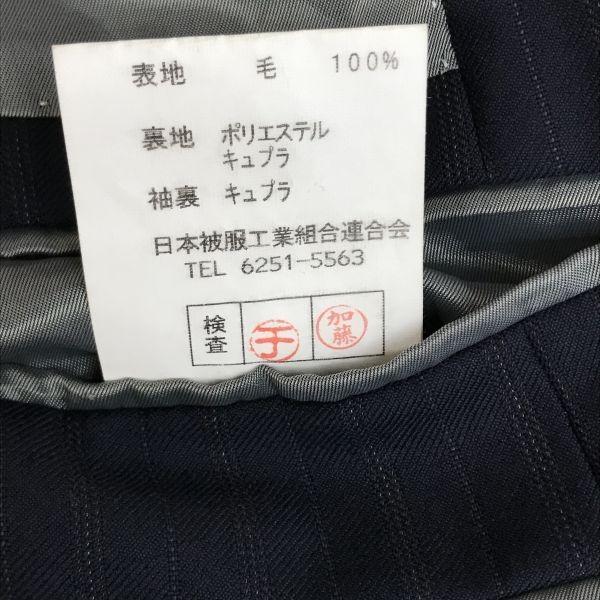 表地 毛 100%
裏地 ポリエステル
キュプラ
袖裏 キュプラ
日本被服工業組合連合会
TEL 6251-5563
検査 于 加藤